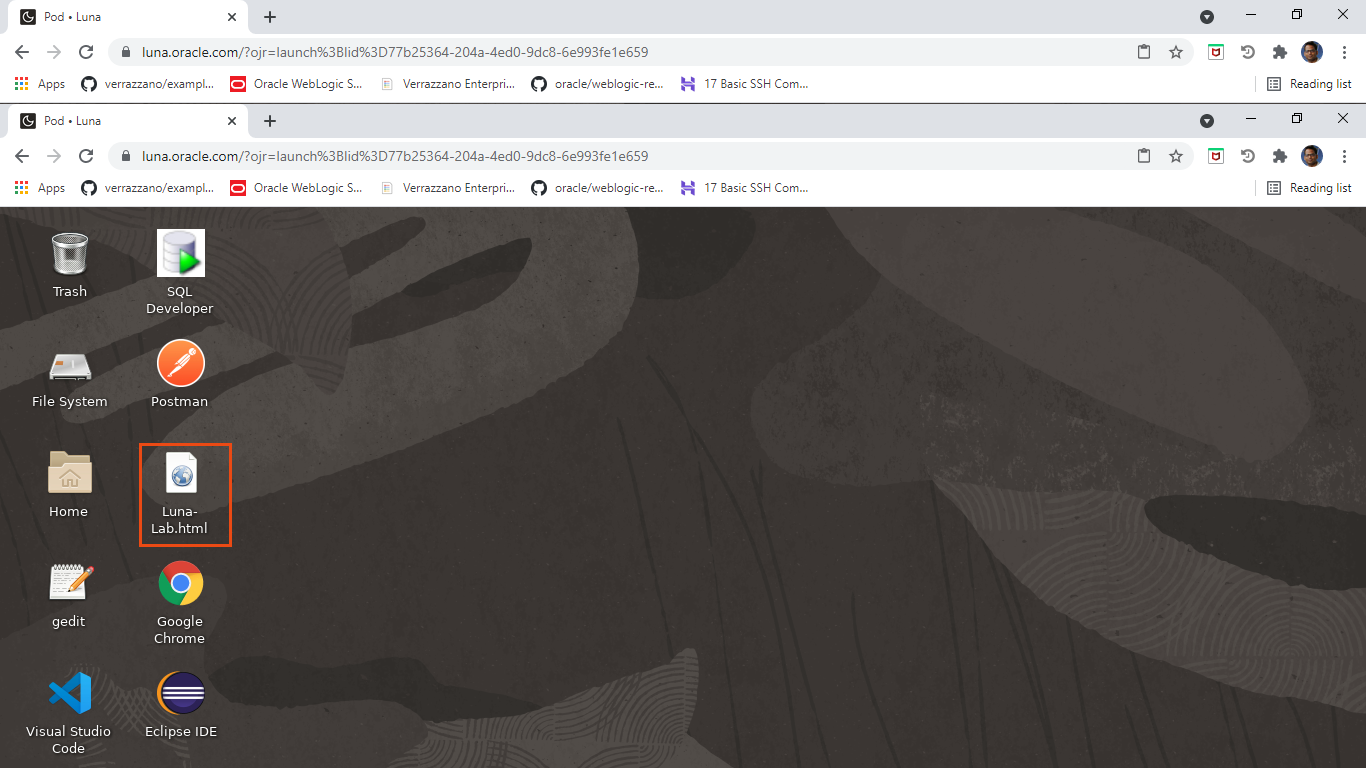 Pod • Luna
luna.oracle.com/?ojr=launch%3Blid%3D77b25364-204a-4ed0-9dc8-6e993fe1e659
Apps verrazzano/exampl... Oracle WebLogic S... Verrazzano Enterpri... oracle/weblogic-re... 17 Basic SSH Com... Reading list
Pod • Luna
luna.oracle.com/?ojr=launch%3Blid%3D77b25364-204a-4ed0-9dc8-6e993fe1e659
Apps verrazzano/exampl... Oracle WebLogic S... Verrazzano Enterpri... oracle/weblogic-re... 17 Basic SSH Com... Reading list
Trash
SQL
Developer
File System
Postman
Home
Luna-
Lab.html
gedit
Google
Chrome
Visual Studio
Code
Eclipse IDE